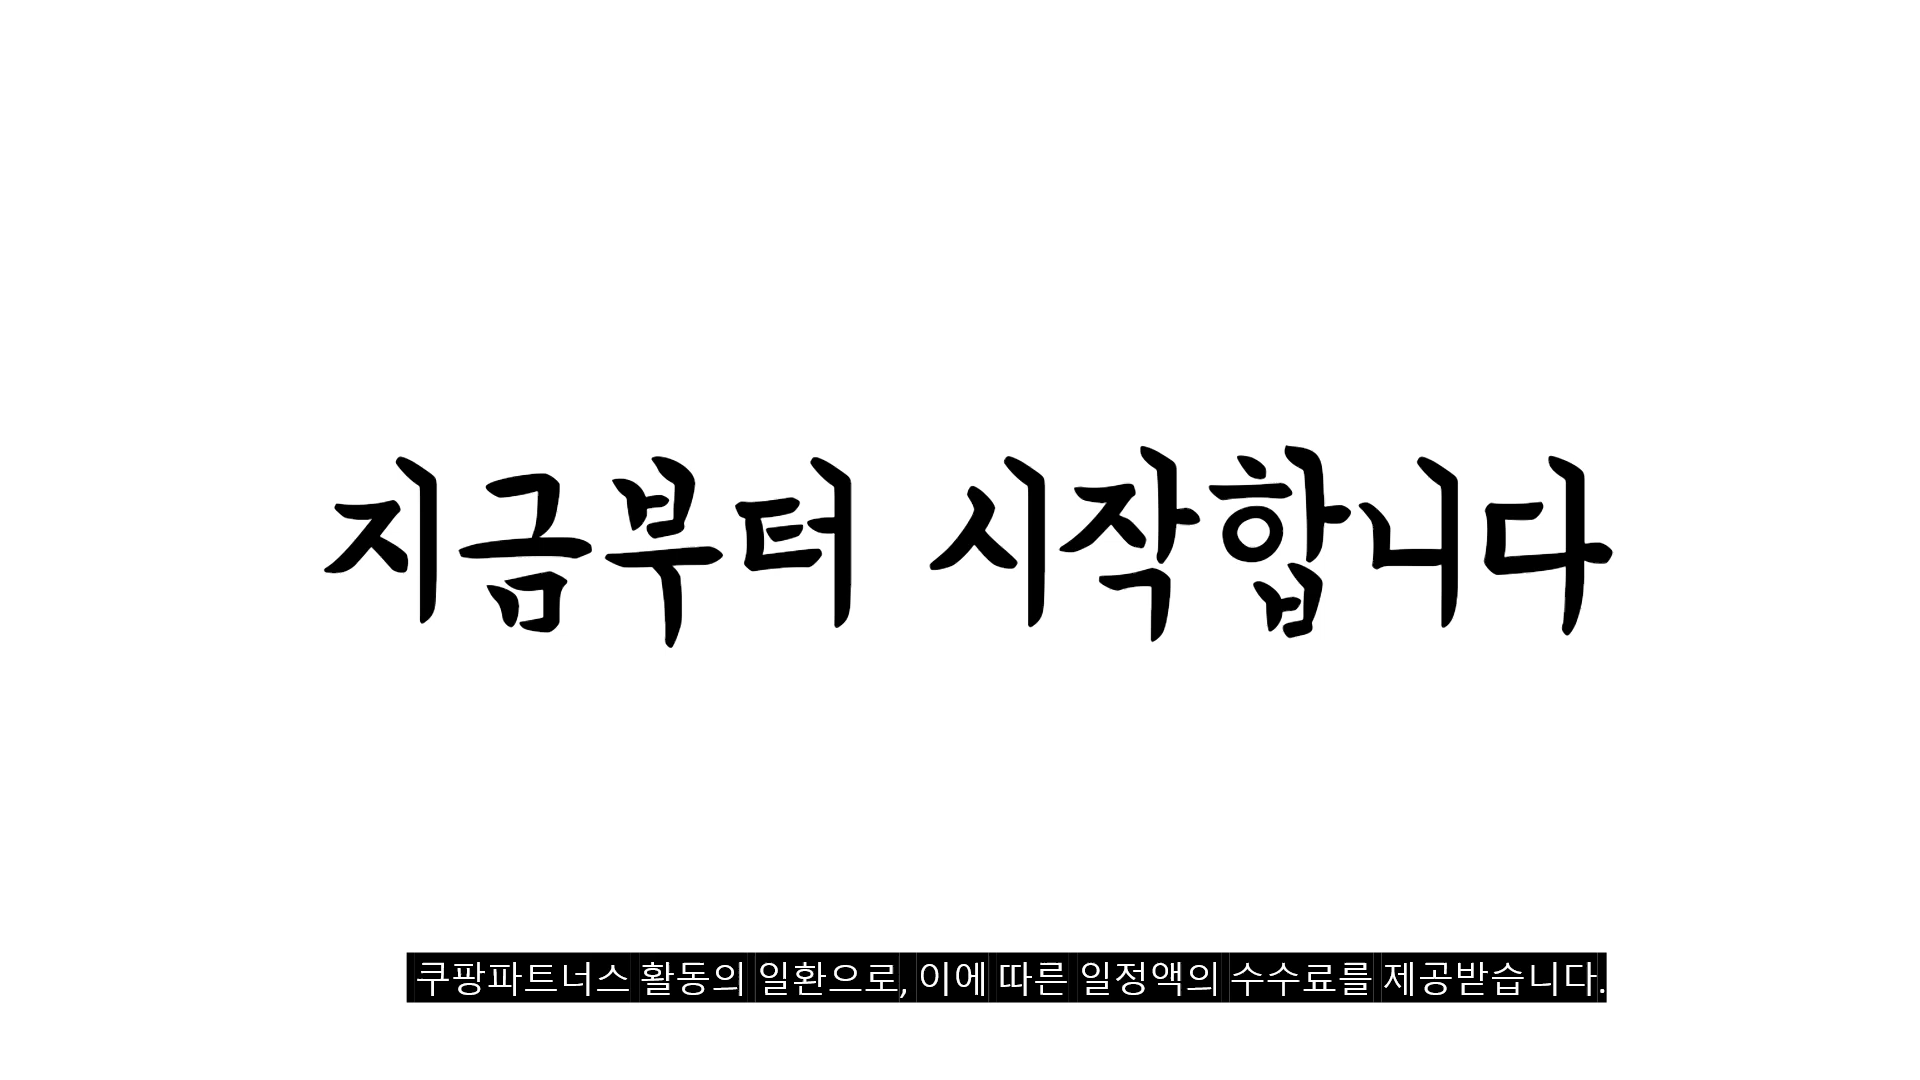 지금부터 시작합니다
쿠팡파트너스 활동의 일환으로, 이에 따른 일정액의 수수료를 제공받습니다.